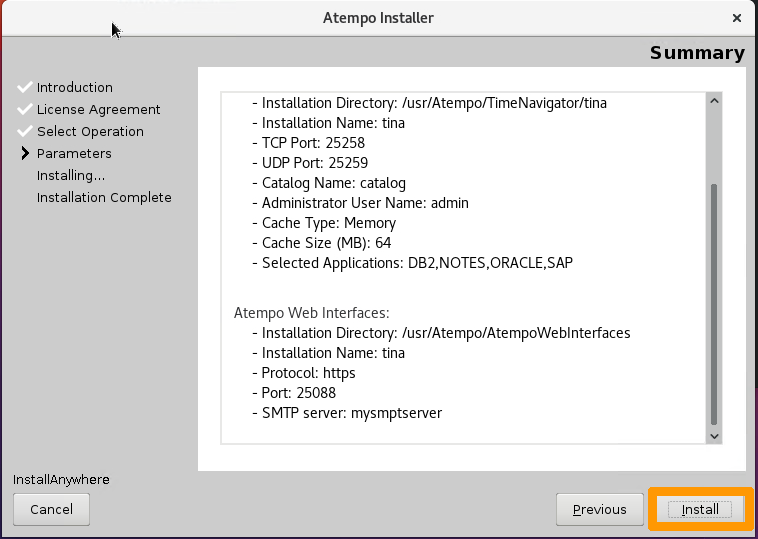 Atempo Installer
Summary
Introduction
License Agreement
Select Operation
Parameters
Installing...
Installation Complete
- Installation Directory: /usr/Atempo/TimeNavigator/tina
- Installation Name: tina
- TCP Port: 25258
- UDP Port: 25259
- Catalog Name: catalog
- Administrator User Name: admin
- Cache Type: Memory
- Cache Size (MB): 64
- Selected Applications: DB2,NOTES,ORACLE,SAP
Atempo Web Interfaces:
- Installation Directory: /usr/Atempo/AtempoWebInterfaces
- Installation Name: tina
- Protocol: https
- Port: 25088
- SMTP server: mysmptserver
InstallAnywhere
Cancel
Previous
Install